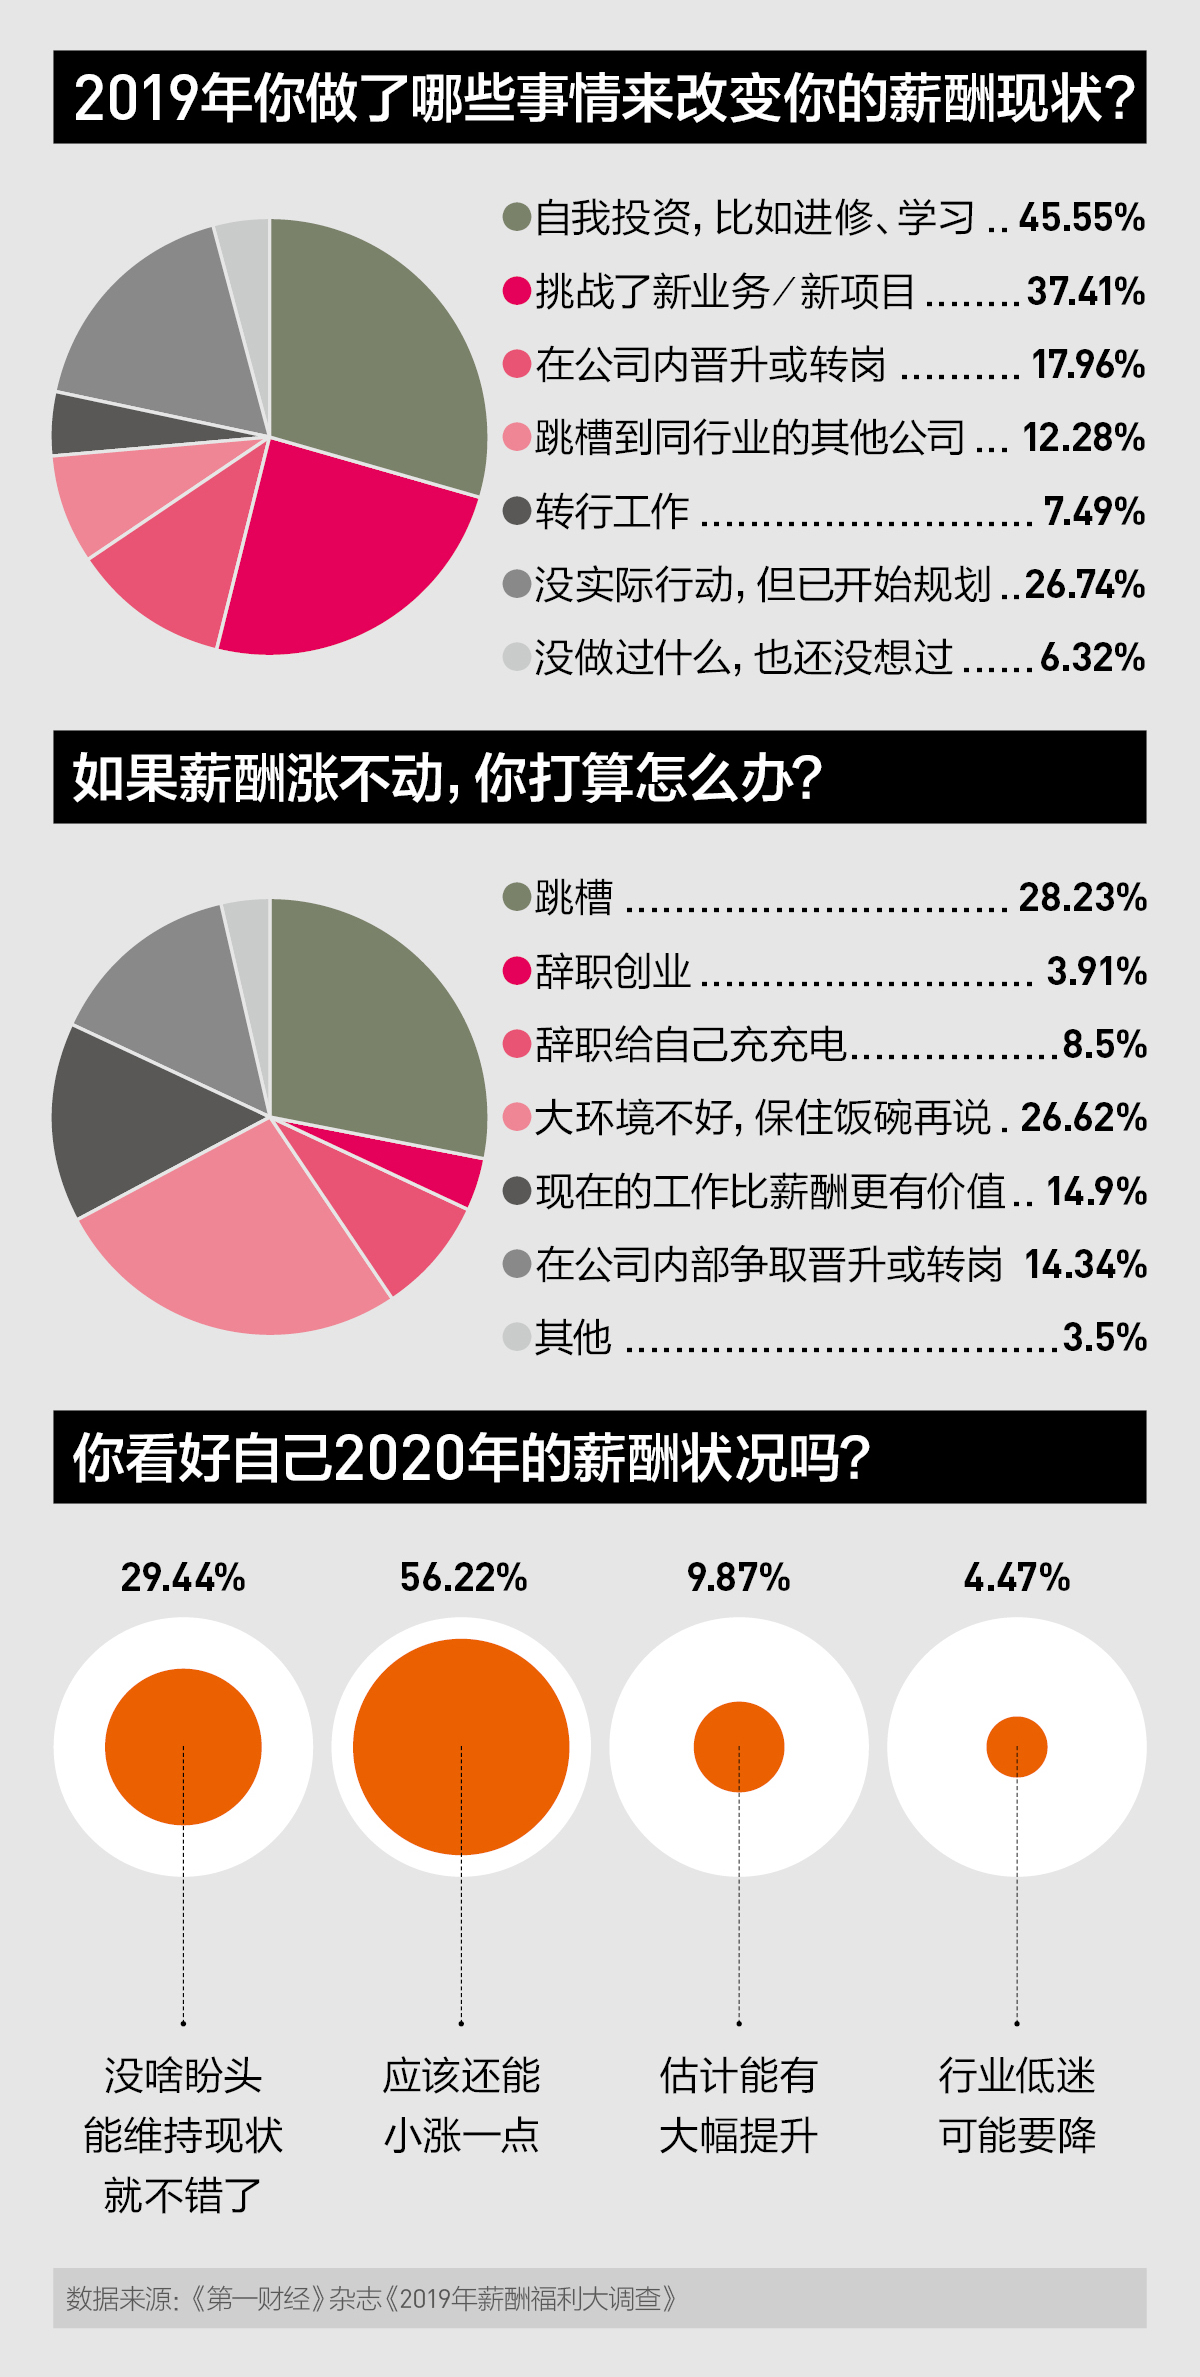 2019年你做了哪些事情来改变你的薪酬现状?
自我投资，比如进修、学习 .. 45.55%
挑战了新业务/新项目 ........ 37.41%
在公司内晋升或转岗 .......... 17.96%
跳槽到同行业的其他公司 ... 12.28%
转行工作 ........................... 7.49%
没实际行动，但已开始规划 .. 26.74%
没做过什么，也还没想过 ...... 6.32%
如果薪酬涨不动，你打算怎么办?
跳槽 ............................... 28.23%
辞职创业 ........................... 3.91%
辞职给自己充充电 ................. 8.5%
大环境不好，保住饭碗再说 . 26.62%
现在的工作比薪酬更有价值 .. 14.9%
在公司内部争取晋升或转岗 14.34%
其他 ................................... 3.5%
你看好自己2020年的薪酬状况吗?
29.44% 56.22% 9.87% 4.47%
没啥盼头
能维持现状
就不错了
应该还能
小涨一点
估计能有
大幅提升
行业低迷
可能要降
数据来源：《第一财经》杂志《2019年薪酬福利大调查》